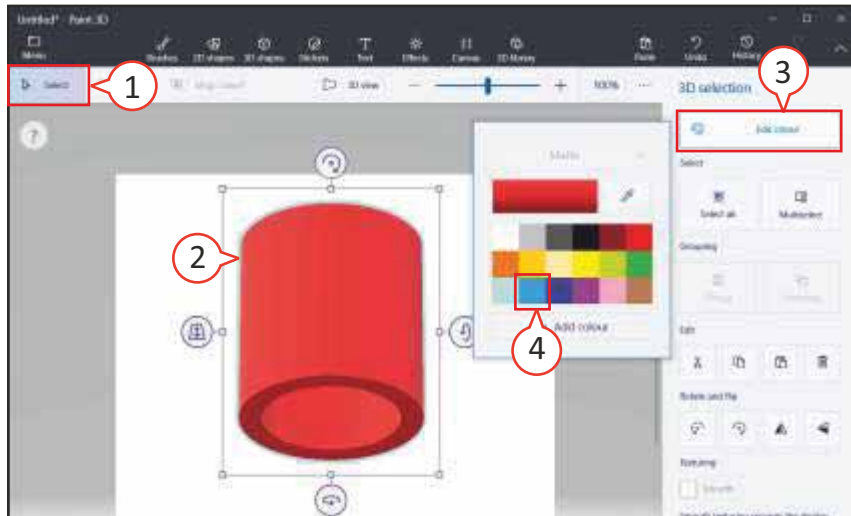 Untitled* Paint 3D
Menu
Brushes 2D shapes 3D shapes Stickers Text Effects Canvas 3D library Paste Undo History
Select
3D view
100%
...
3D selection
1
3
Edit colour
?
Matte
Select
Select all
Multiselect
2
Grouping
4
Add colour
Edit
Rotate and flip